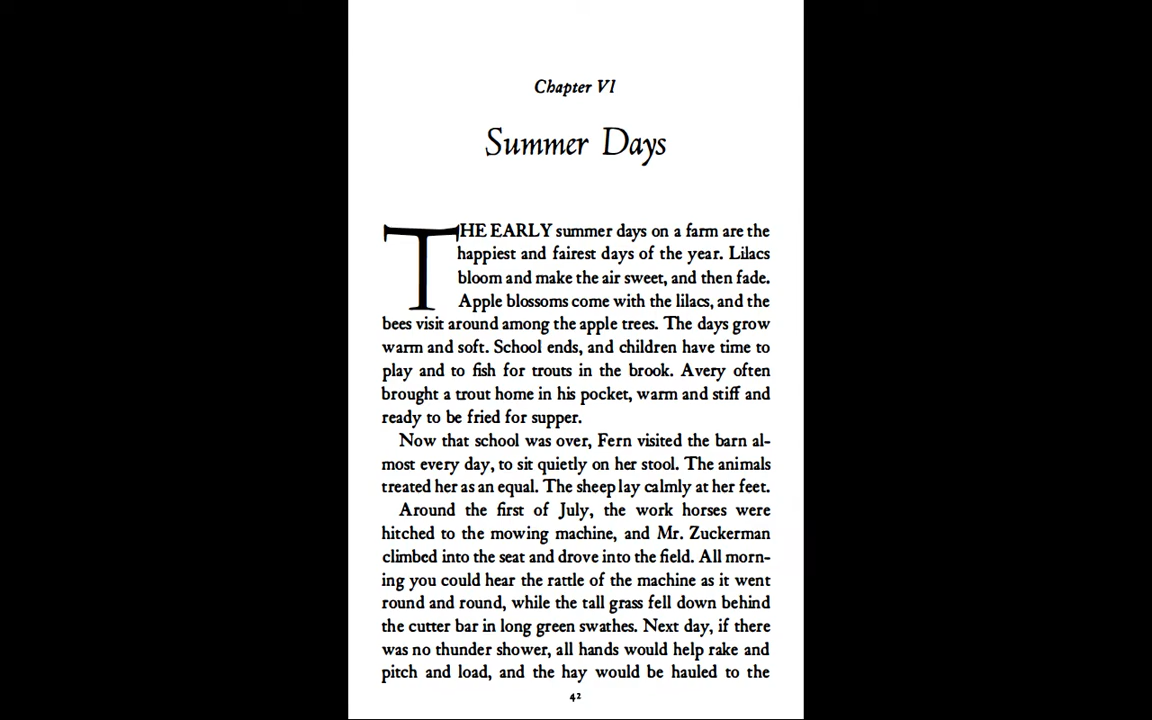 Chapter VI
Summer Days
THE EARLY summer days on a farm are the
happiest and fairest days of the year. Lilacs
bloom and make the air sweet, and then fade.
Apple blossoms come with the lilacs, and the
bees visit around among the apple trees. The days grow
warm and soft. School ends, and children have time to
play and to fish for trouts in the brook. Avery often
brought a trout home in his pocket, warm and stiff and
ready to be fried for supper.
Now that school was over, Fern visited the barn al-
most every day, to sit quietly on her stool. The animals
treated her as an equal. The sheep lay calmly at her feet.
Around the first of July, the work horses were
hitched to the mowing machine, and Mr. Zuckerman
climbed into the seat and drove into the field. All morn-
ing you could hear the rattle of the machine as it went
round and round, while the tall grass fell down behind
the cutter bar in long green swathes. Next day, if there
was no thunder shower, all hands would help rake and
pitch and load, and the hay would be hauled to the
42